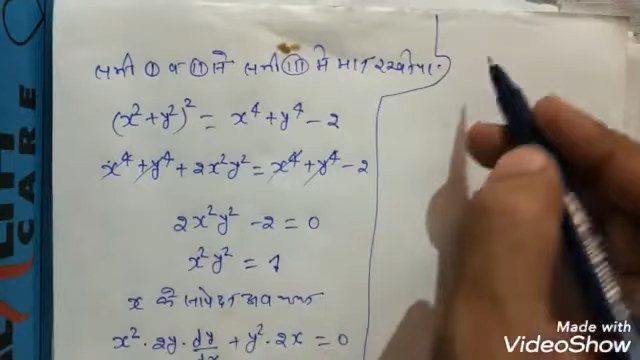 समी ① व ② से समी ③ में मान रखने पर
(x² + y²)² = x⁴ + y⁴ - 2
x⁴ + y⁴ + 2x²y² = x⁴ + y⁴ - 2
2x²y² - 2 = 0
x²y² = 1
x के सापेक्ष अवकलन
x² · 2y · dy/dx + y² · 2x = 0
CARE
Made with
VideoShow